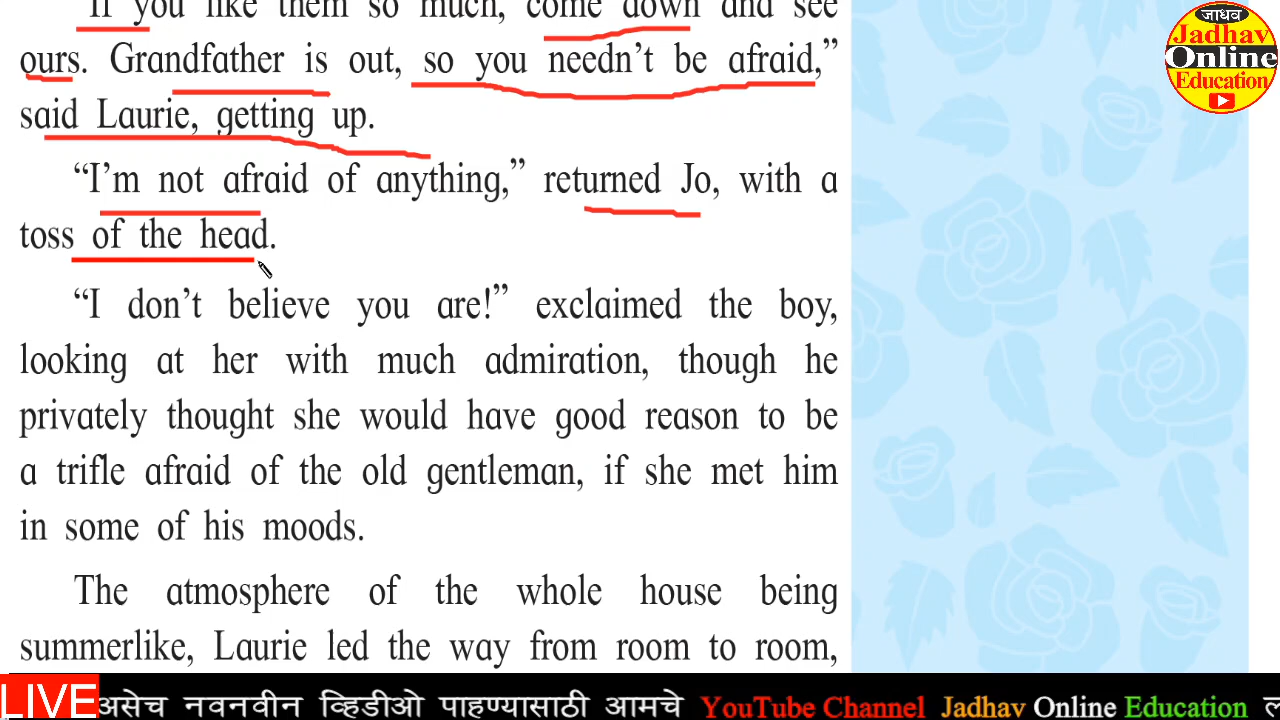 "If you like them so much, come down and see
ours. Grandfather is out, so you needn't be afraid,"
said Laurie, getting up.
"I'm not afraid of anything," returned Jo, with a
toss of the head.
"I don't believe you are!" exclaimed the boy,
looking at her with much admiration, though he
privately thought she would have good reason to be
a trifle afraid of the old gentleman, if she met him
in some of his moods.
The atmosphere of the whole house being
summerlike, Laurie led the way from room to room,
जाधव
Jadhav
Online
Education
LIVE असेच नवनवीन व्हिडीओ पाहण्यासाठी आमचे YouTube Channel Jadhav Online Education